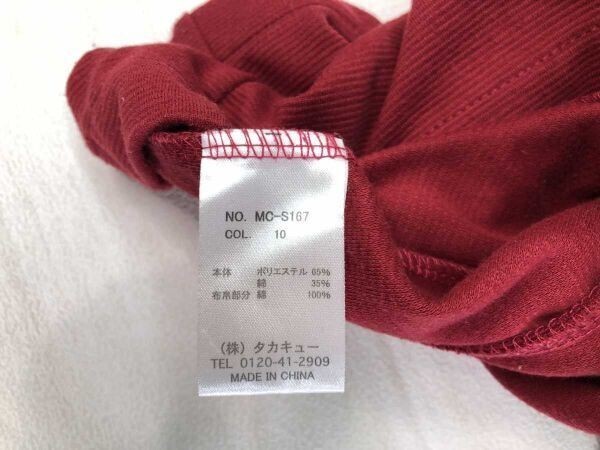 NO. MC-S167
COL. 10
本体 ポリエステル 65%
綿 35%
布帛部分 綿 100%
(株) タカキュー
TEL 0120-41-2909
MADE IN CHINA